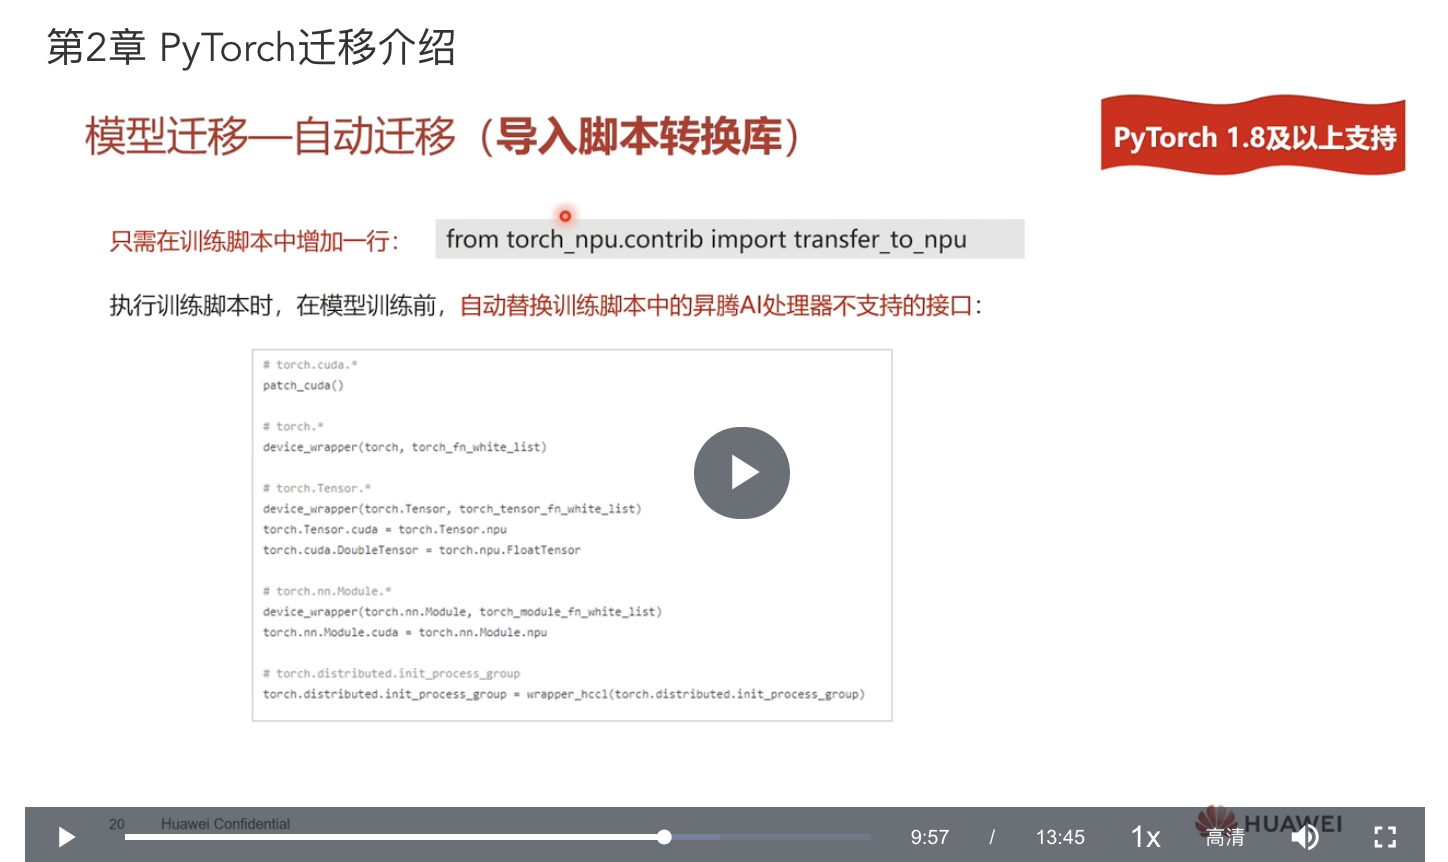 第2章 PyTorch迁移介绍
模型迁移—自动迁移（导入脚本转换库）
PyTorch 1.8及以上支持
只需在训练脚本中增加一行：
from torch_npu.contrib import transfer_to_npu
执行训练脚本时，在模型训练前，自动替换训练脚本中的昇腾AI处理器不支持的接口：
# torch.cuda.*
patch_cuda()
# torch.*
device_wrapper(torch, torch_fn_white_list)
# torch.Tensor.*
device_wrapper(torch.Tensor, torch_tensor_fn_white_list)
torch.Tensor.cuda = torch.Tensor.npu
torch.cuda.DoubleTensor = torch.npu.FloatTensor
# torch.nn.Module.*
device_wrapper(torch.nn.Module, torch_module_fn_white_list)
torch.nn.Module.cuda = torch.nn.Module.npu
# torch.distributed.init_process_group
torch.distributed.init_process_group = wrapper_hccl(torch.distributed.init_process_group)
20 Huawei Confidential
HUAWEI
9:57 / 13:45 1x 高清